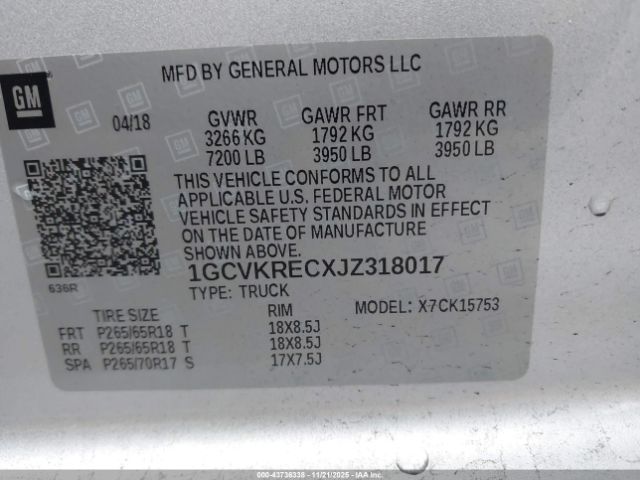 MFD BY GENERAL MOTORS LLC
GM
04/18
GVWR GAWR FRT GAWR RR
3266 KG 1792 KG 1792 KG
7200 LB 3950 LB 3950 LB
THIS VEHICLE CONFORMS TO ALL
APPLICABLE U.S. FEDERAL MOTOR
VEHICLE SAFETY STANDARDS IN EFFECT
ON THE DATE OF MANUFACTURE
SHOWN ABOVE.
1GCVKRECXJZ318017
636R
TYPE: TRUCK
MODEL: X7CK15753
TIRE SIZE RIM
FRT P265/65R18 T 18X8.5J
RR P265/65R18 T 18X8.5J
SPA P265/70R17 S 17X7.5J
000-43736338 - 11/21/2025 - IAAI.COM